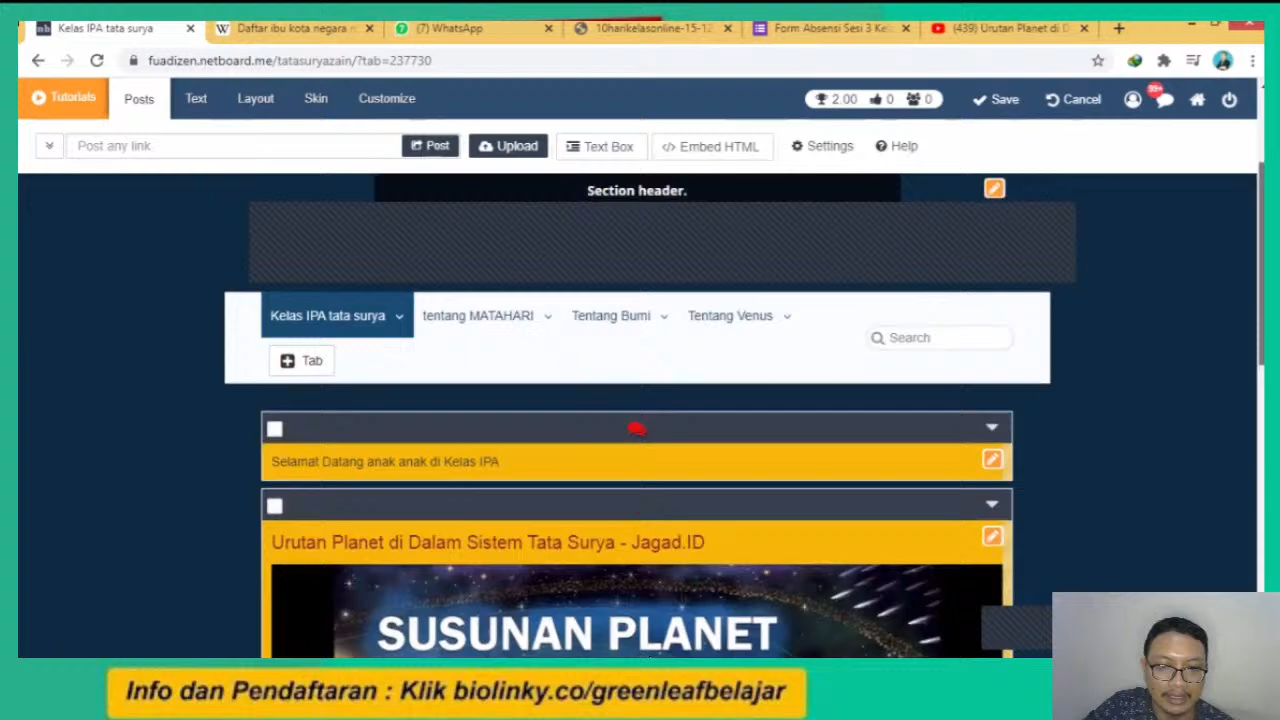 Kelas IPA tata surya
Daftar ibu kota negara
(7) WhatsApp
10harikelasonline-15-12
Form Absensi Sesi 3 Kel
(439) Urutan Planet di D
fuadizen.netboard.me/tatasuryazain/?tab=237730
Tutorials
Posts
Text
Layout
Skin
Customize
2.00
0
0
Save
Cancel
99+
Post any link
Post
Upload
Text Box
</> Embed HTML
Settings
Help
Section header.
Kelas IPA tata surya
tentang MATAHARI
Tentang Bumi
Tentang Venus
Search
Tab
Selamat Datang anak anak di Kelas IPA
Urutan Planet di Dalam Sistem Tata Surya - Jagad.ID
SUSUNAN PLANET
Info dan Pendaftaran : Klik biolinky.co/greenleafbelajar